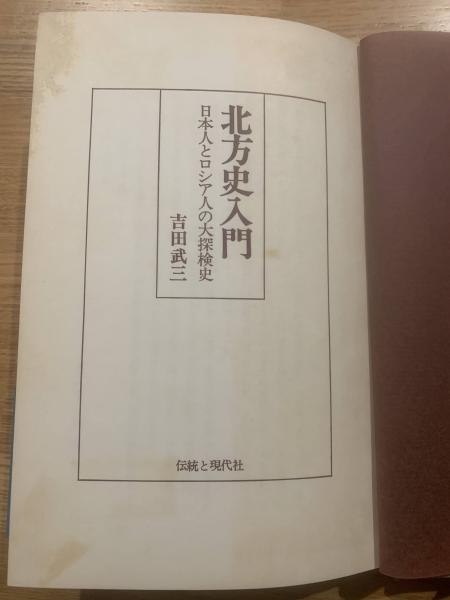 北方史入門
日本人とロシア人の大探検史
吉田武三
伝統と現代社